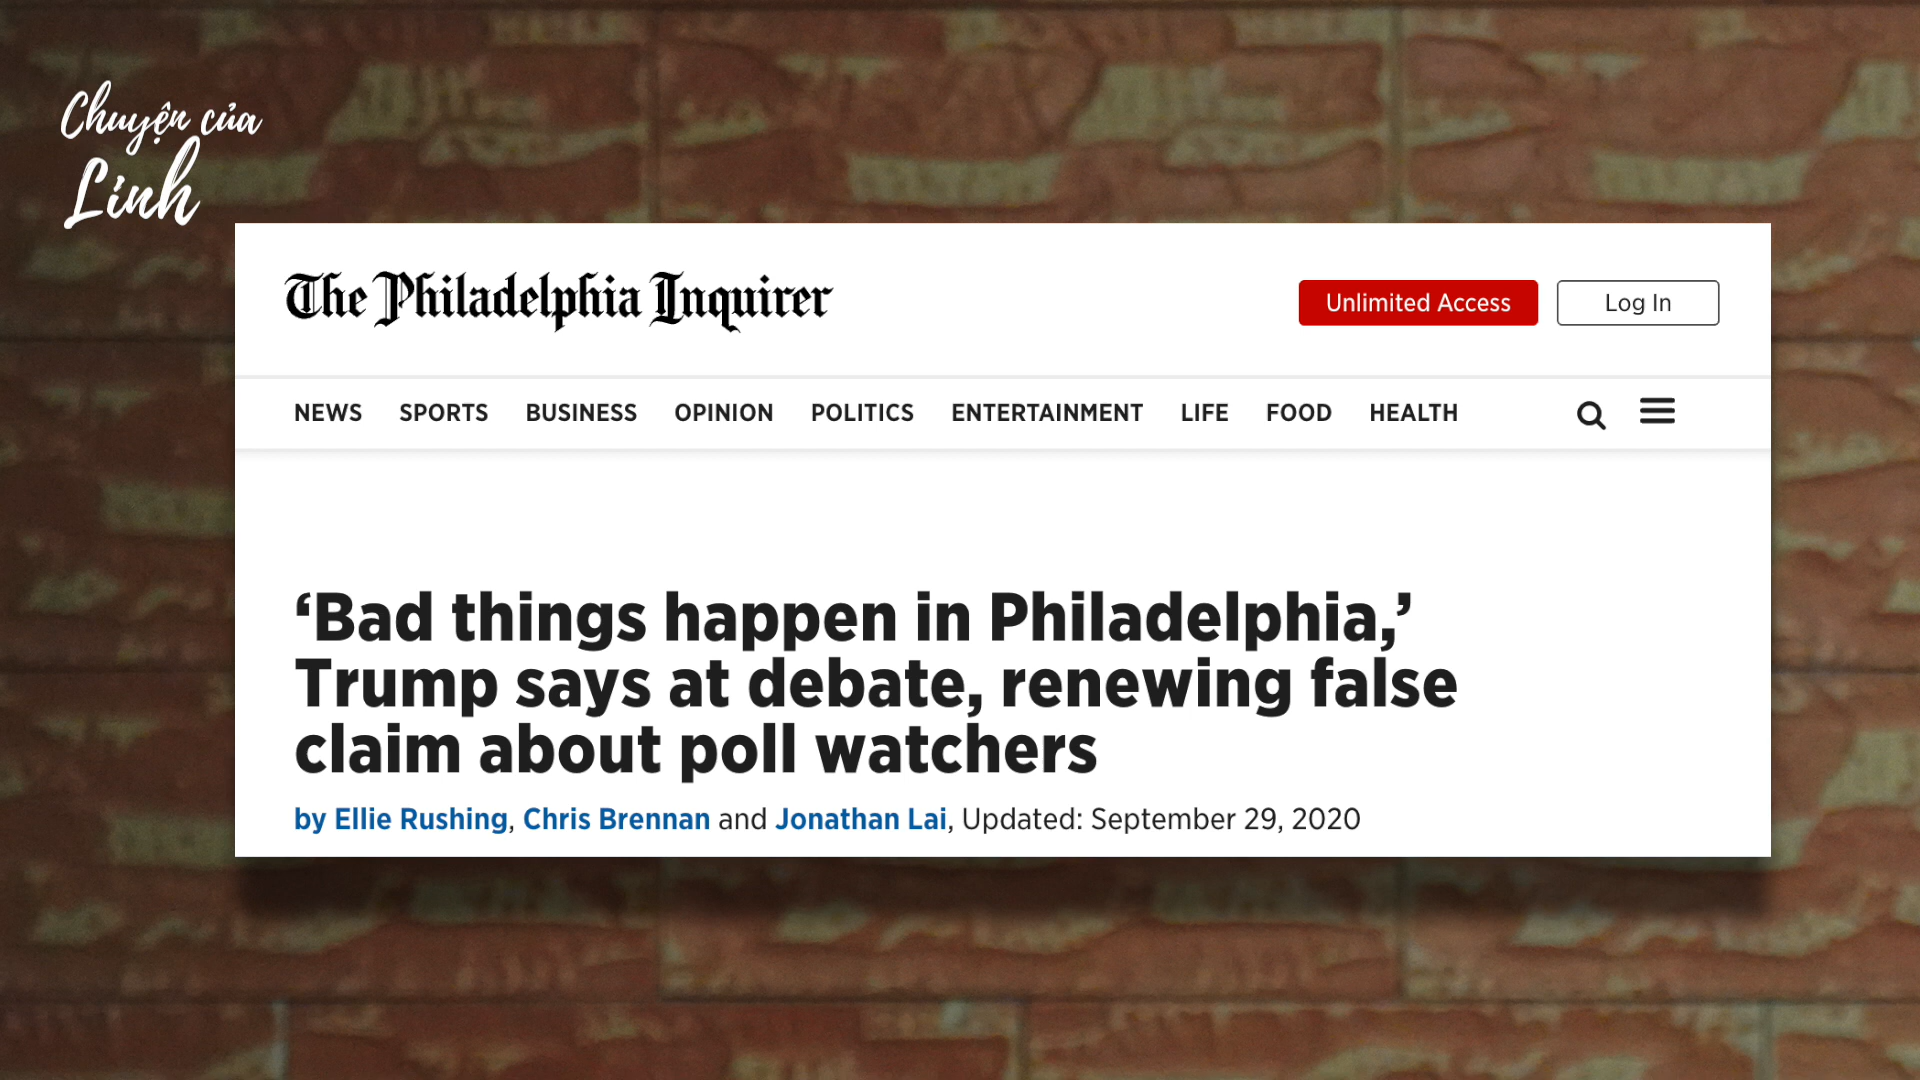 Chuyện của
Linh
The Philadelphia Inquirer
Unlimited Access
Log In
NEWS SPORTS BUSINESS OPINION POLITICS ENTERTAINMENT LIFE FOOD HEALTH
‘Bad things happen in Philadelphia,’
Trump says at debate, renewing false
claim about poll watchers
by Ellie Rushing, Chris Brennan and Jonathan Lai, Updated: September 29, 2020